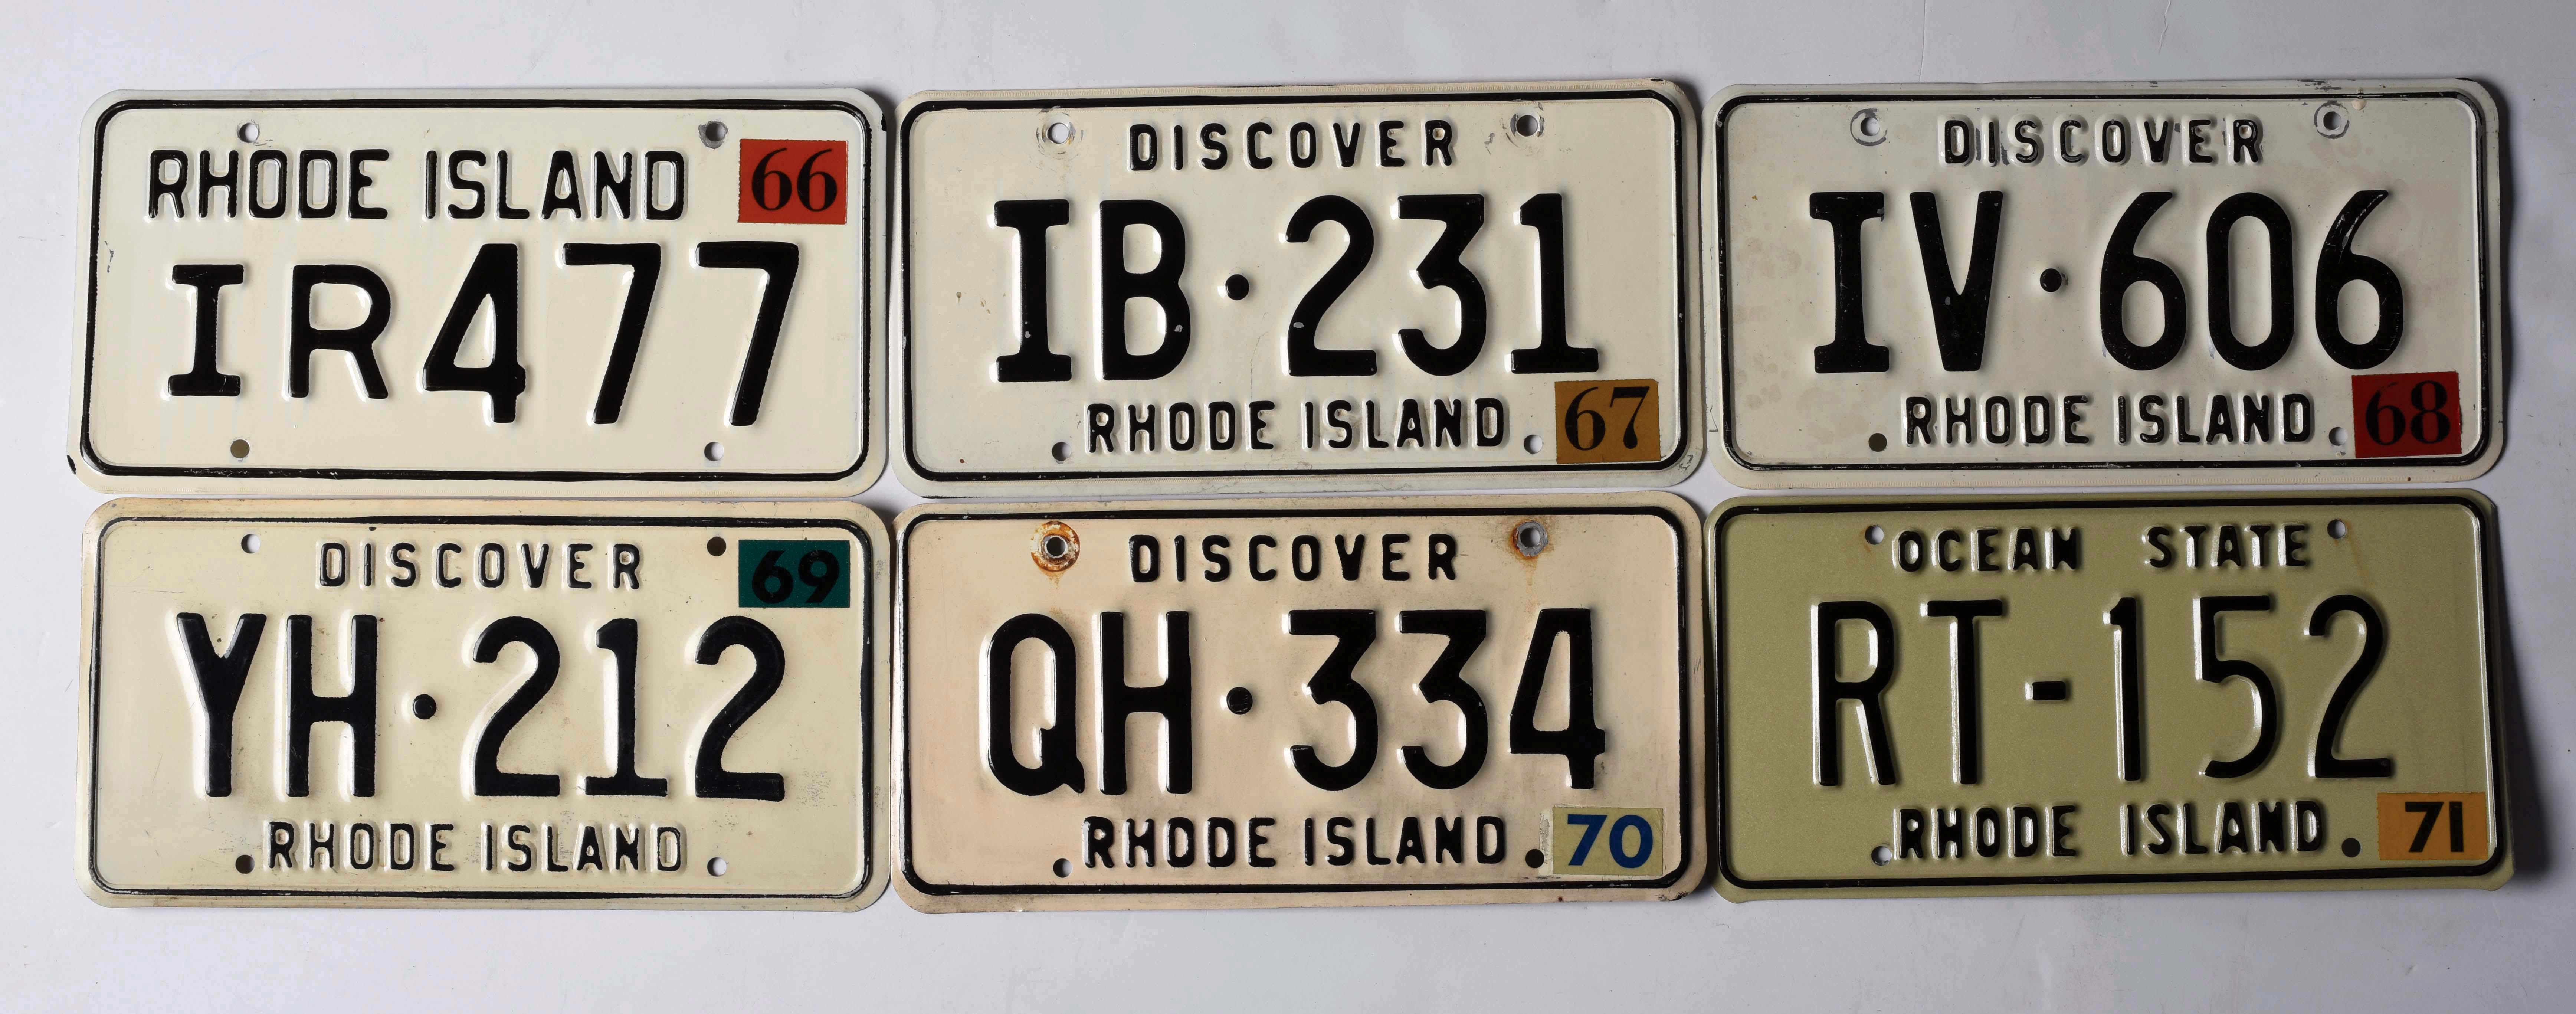 RHODE ISLAND 66
IR477
DISCOVER
IB·231
RHODE ISLAND 67
DISCOVER
IV·606
RHODE ISLAND 68
DISCOVER 69
YH·212
RHODE ISLAND
DISCOVER
QH·334
RHODE ISLAND 70
OCEAN STATE
RT-152
RHODE ISLAND 71